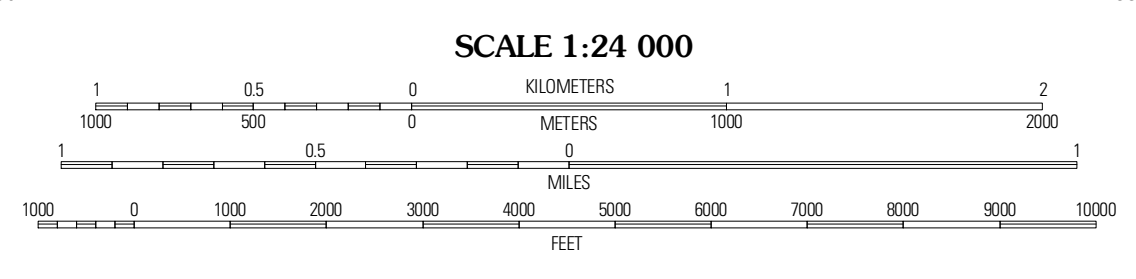 SCALE 1:24 000
1 0.5 0 KILOMETERS 1 2
1000 500 0 METERS 1000 2000
1 0.5 0 1
MILES
1000 0 1000 2000 3000 4000 5000 6000 7000 8000 9000 10000
FEET